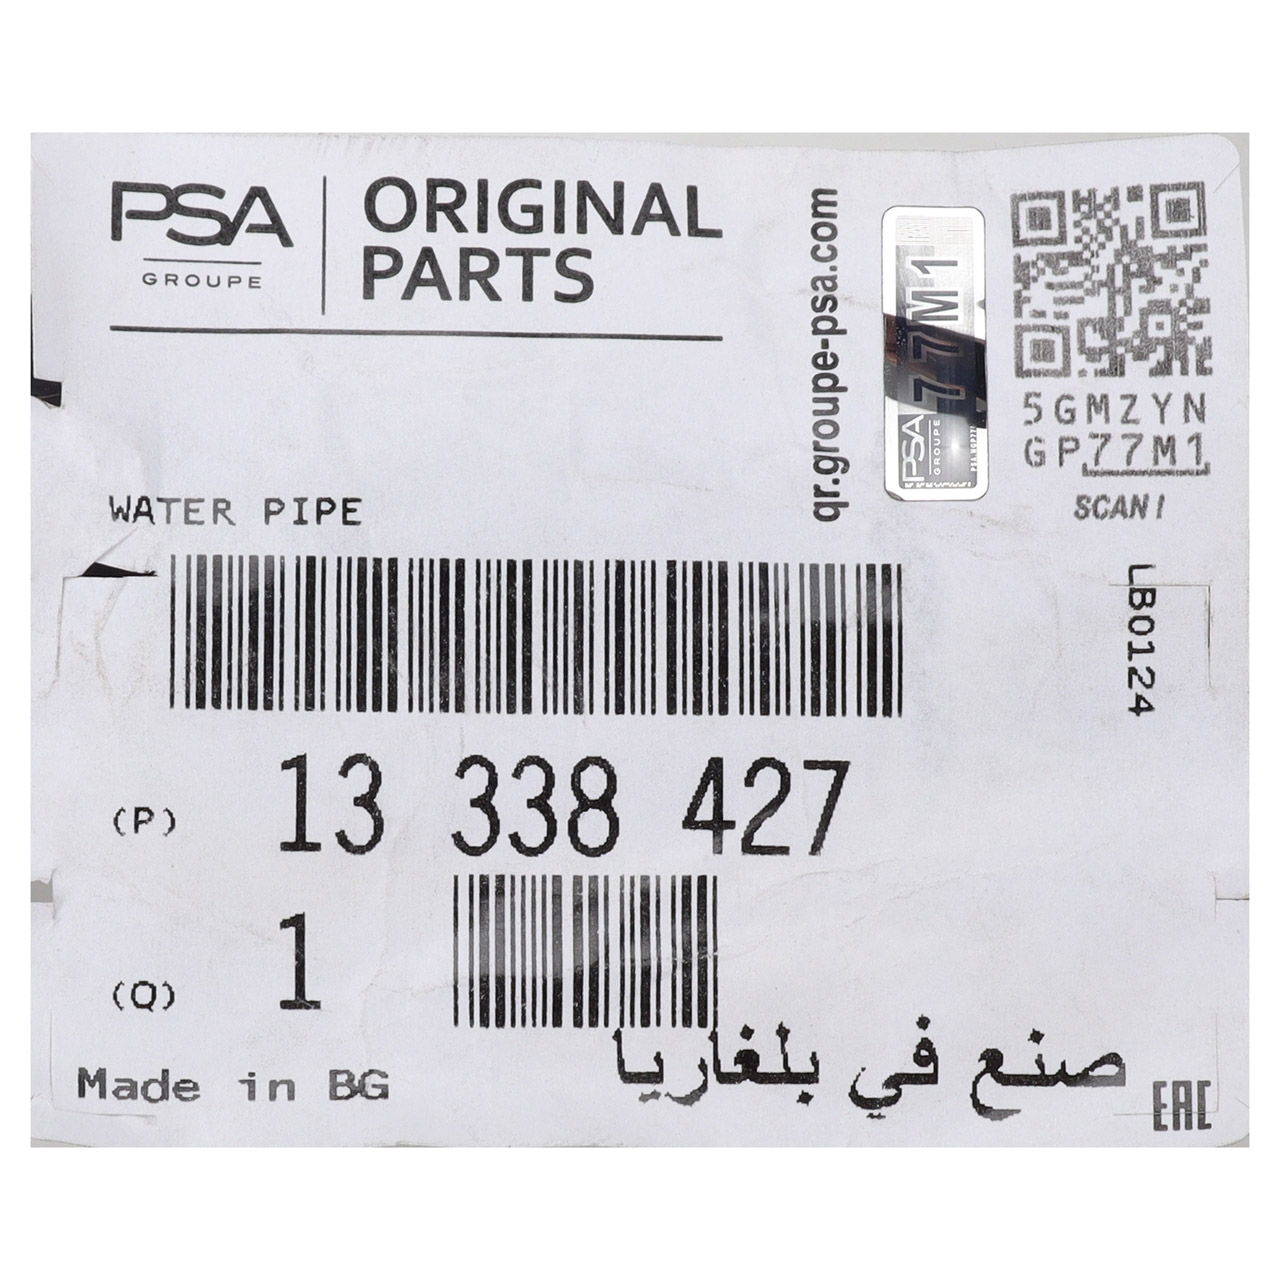 PSA
GROUPE
ORIGINAL
PARTS
qr.groupe-psa.com
77M1
PSA
GROUPE
5GMZYN
GP77M1
SCAN!
WATER PIPE
LB0124
(P) 13 338 427
(Q) 1
Made in BG
صنع في بلغاريا
EAC